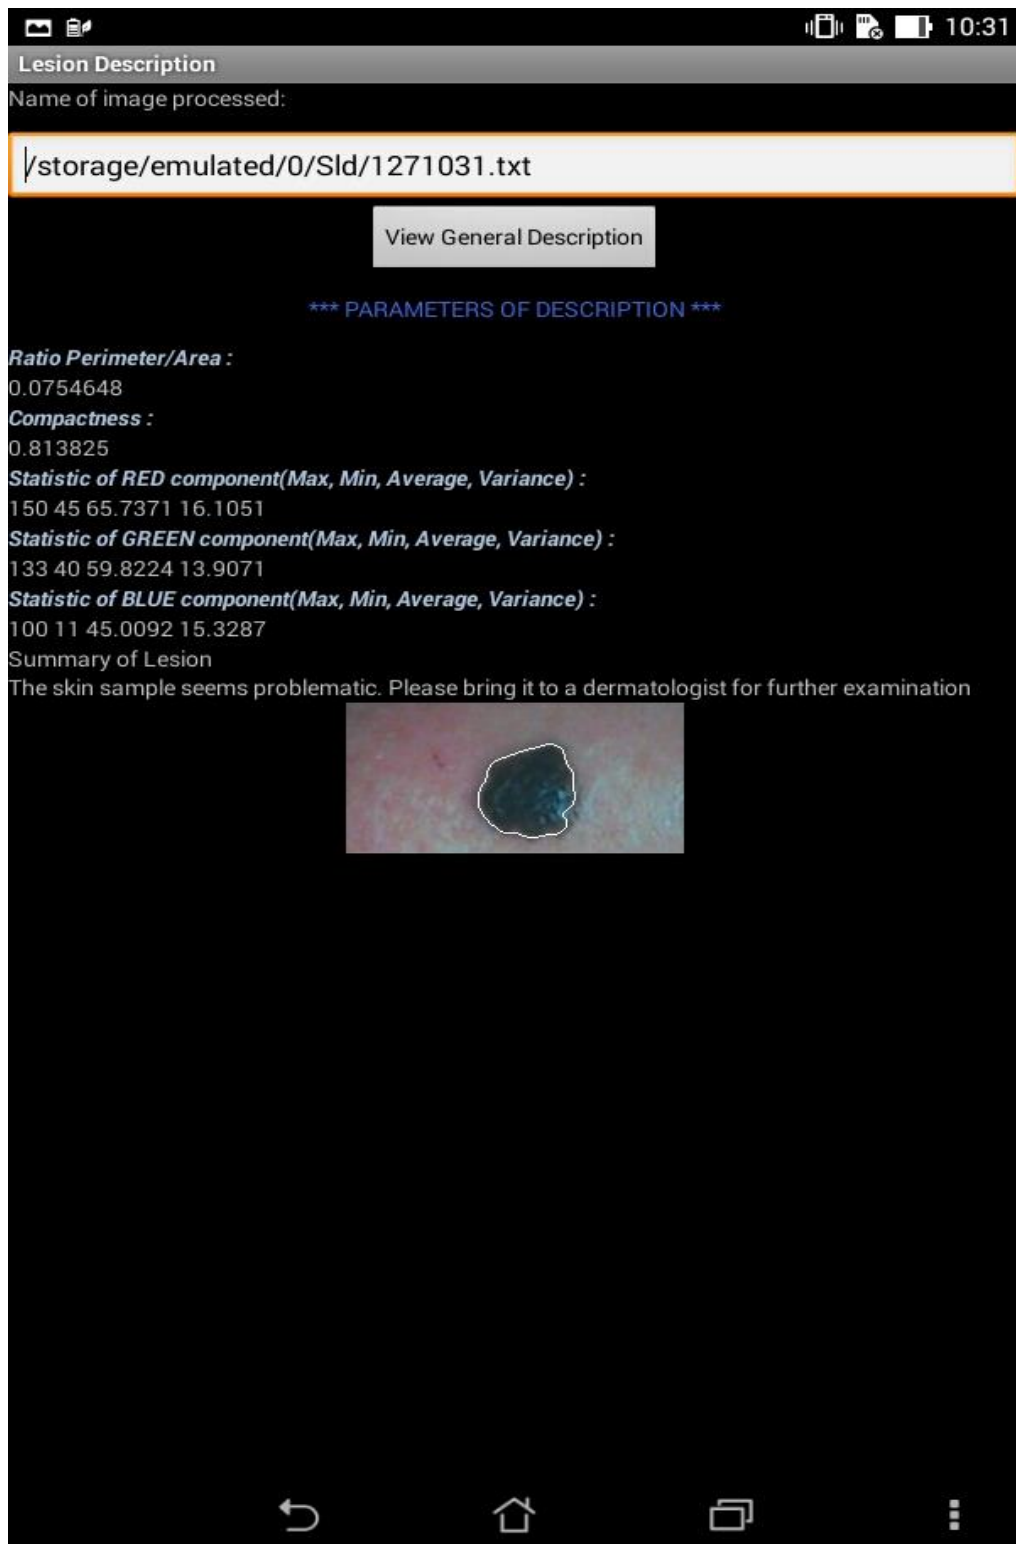 10:31
Lesion Description
Name of image processed:
/storage/emulated/0/Sld/1271031.txt
View General Description
*** PARAMETERS OF DESCRIPTION ***
Ratio Perimeter/Area :
0.0754648
Compactness :
0.813825
Statistic of RED component(Max, Min, Average, Variance) :
150 45 65.7371 16.1051
Statistic of GREEN component(Max, Min, Average, Variance) :
133 40 59.8224 13.9071
Statistic of BLUE component(Max, Min, Average, Variance) :
100 11 45.0092 15.3287
Summary of Lesion
The skin sample seems problematic. Please bring it to a dermatologist for further examination